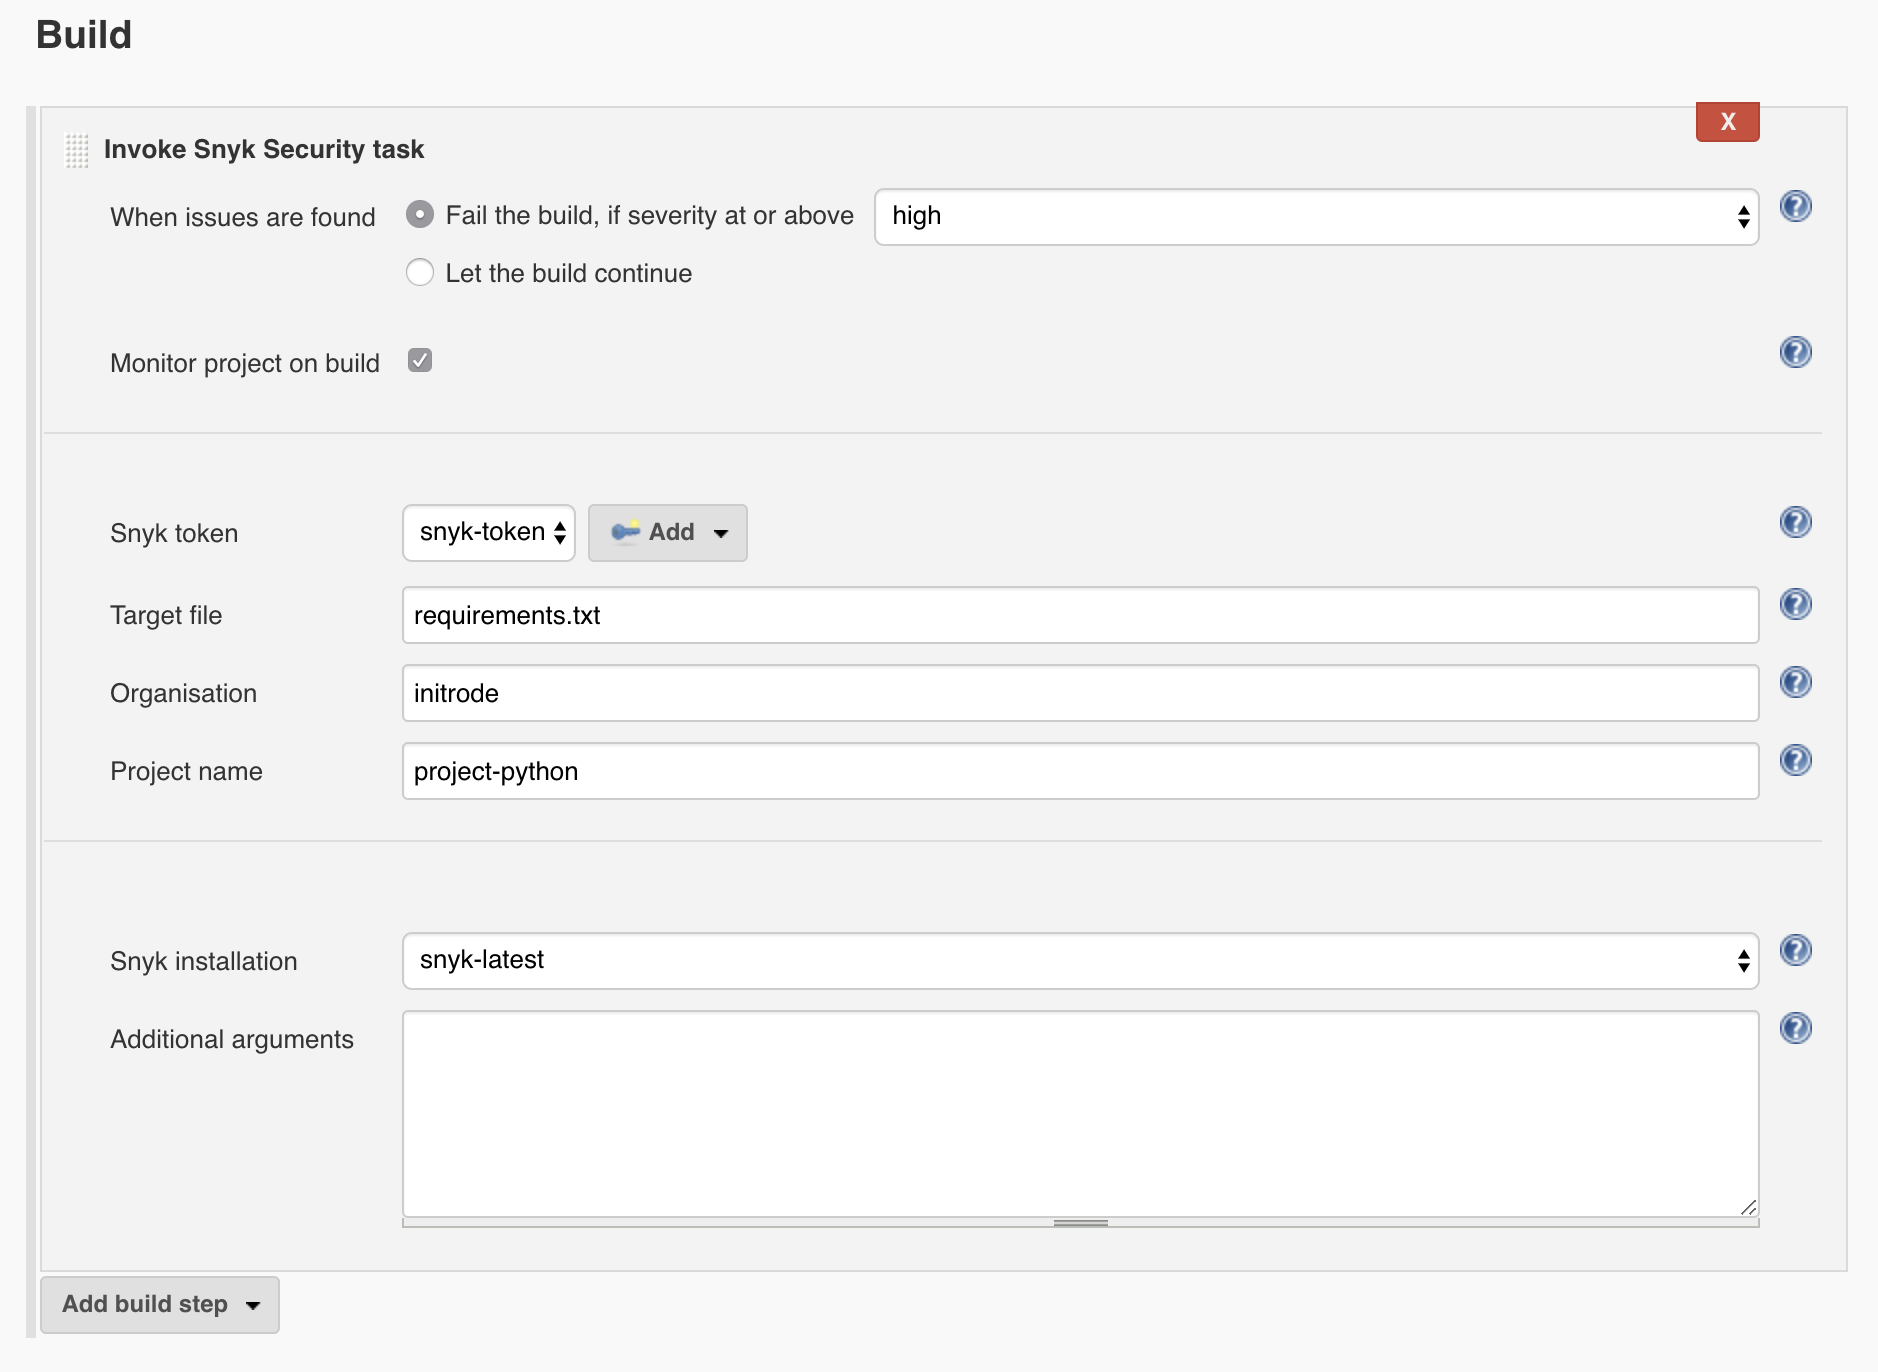 Build
X
Invoke Snyk Security task
When issues are found Fail the build, if severity at or above high ?
Let the build continue
Monitor project on build ?
Snyk token snyk-token Add ?
Target file requirements.txt ?
Organisation initrode ?
Project name project-python ?
Snyk installation snyk-latest ?
Additional arguments ?
Add build step